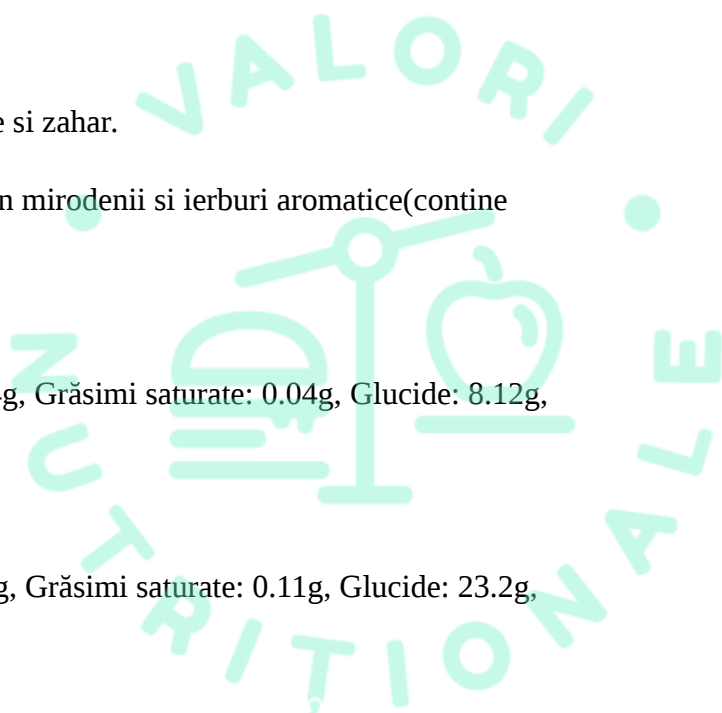 VALORI
e si zahar.
n mirodenii si ierburi aromatice(contine
g, Grăsimi saturate: 0.04g, Glucide: 8.12g,
g, Grăsimi saturate: 0.11g, Glucide: 23.2g,
NUTRITIONALE